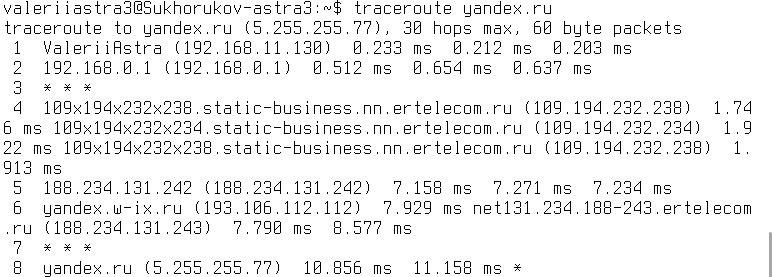 valeriiastra3@Sukhorukov-astra3:~$ traceroute yandex.ru
traceroute to yandex.ru (5.255.255.77), 30 hops max, 60 byte packets
 1  ValeriiAstra (192.168.11.130)  0.233 ms  0.212 ms  0.203 ms
 2  192.168.0.1 (192.168.0.1)  0.512 ms  0.654 ms  0.637 ms
 3  * * *
 4  109x194x232x238.static-business.nn.ertelecom.ru (109.194.232.238)  1.74
6 ms 109x194x232x234.static-business.nn.ertelecom.ru (109.194.232.234)  1.9
22 ms 109x194x232x238.static-business.nn.ertelecom.ru (109.194.232.238)  1.
913 ms
 5  188.234.131.242 (188.234.131.242)  7.158 ms  7.271 ms  7.234 ms
 6  yandex.w-ix.ru (193.106.112.112)  7.929 ms net131.234.188-243.ertelecom
.ru (188.234.131.243)  7.790 ms  8.577 ms
 7  * * *
 8  yandex.ru (5.255.255.77)  10.856 ms  11.158 ms *